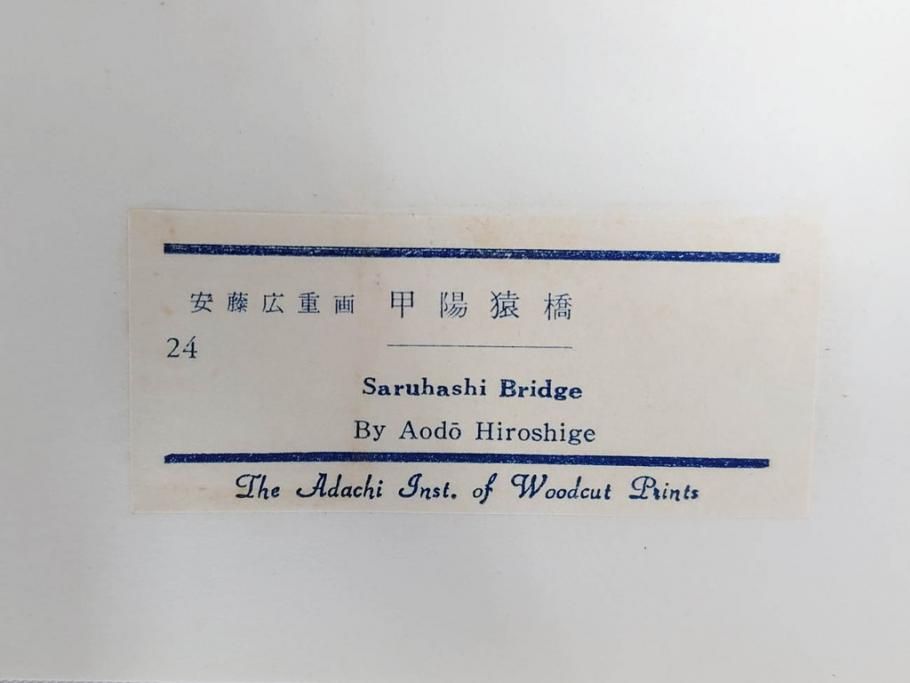 安藤広重画 甲陽猿橋
24
Saruhashi Bridge
By Aodō Hiroshige
The Adachi Inst. of Woodcut Prints